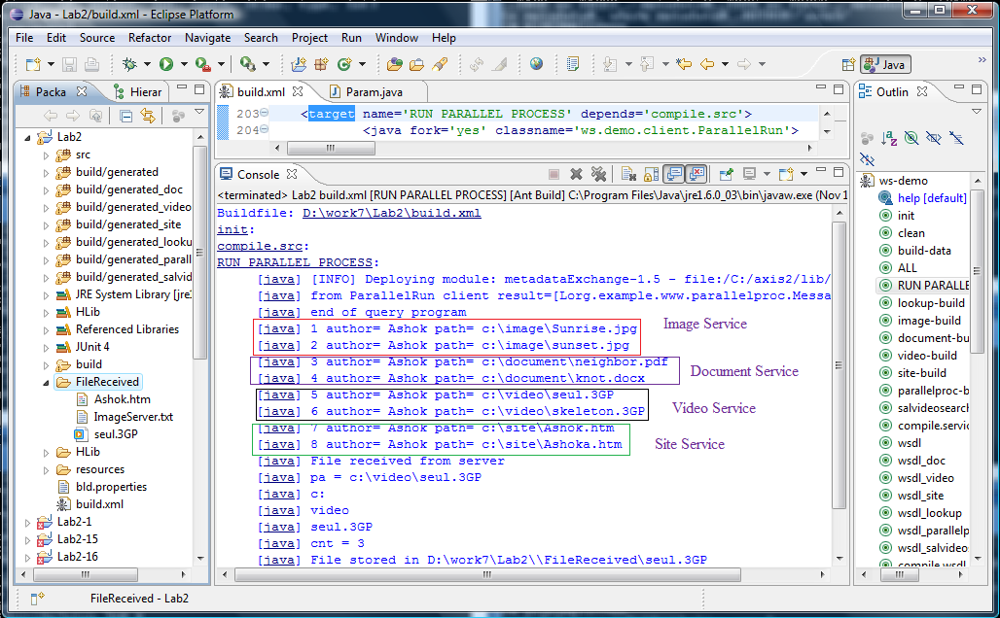 Java - Lab2/build.xml - Eclipse Platform
File Edit Source Refactor Navigate Search Project Run Window Help
Java
Packa
Hierar
Lab2
src
build/generated
build/generated_doc
build/generated_video
build/generated_site
build/generated_looku
build/generated_parall
build/generated_salvid
JRE System Library [jre
HLib
Referenced Libraries
JUnit 4
build
FileReceived
Ashok.htm
ImageServer.txt
seul.3GP
HLib
resources
bld.properties
build.xml
Lab2-1
Lab2-15
Lab2-16
build.xml
Param.java
203 <target name='RUN PARALLEL PROCESS' depends='compile.src'>
204 <java fork='yes' classname='ws.demo.client.ParallelRun'>
Console
<terminated> Lab2 build.xml [RUN PARALLEL PROCESS] [Ant Build] C:\Program Files\Java\jre1.6.0_03\bin\javaw.exe (Nov 1
Buildfile: D:\work7\Lab2\build.xml
init:
compile.src:
RUN PARALLEL PROCESS:
[java] [INFO] Deploying module: metadataExchange-1.5 - file:/C:/axis2/lib/
[java] from ParallelRun client result=[Lorg.example.www.parallelproc.Messa
[java] end of query program
[java] 1 author= Ashok path= c:\image\Sunrise.jpg
Image Service
[java] 2 author= Ashok path= c:\image\sunset.jpg
[java] 3 author= Ashok path= c:\document\neighbor.pdf
Document Service
[java] 4 author= Ashok path= c:\document\knot.docx
[java] 5 author= Ashok path= c:\video\seul.3GP
Video Service
[java] 6 author= Ashok path= c:\video\skeleton.3GP
[java] 7 author= Ashok path= c:\site\Ashok.htm
[java] 8 author= Ashok path= c:\site\Ashoka.htm
Site Service
[java] File received from server
[java] pa = c:\video\seul.3GP
[java] c:
[java] video
[java] seul.3GP
[java] cnt = 3
[java] File stored in D:\work7\Lab2\\FileReceived\seul.3GP
Outlin
ws-demo
help [default]
init
clean
build-data
ALL
RUN PARALLE
lookup-build
image-build
document-bu
video-build
site-build
parallelproc-b
salvideosearch
compile.servic
wsdl
wsdl_doc
wsdl_video
wsdl_site
wsdl_lookup
wsdl_parallelp
wsdl_salvideo
compile.wsdl
FileReceived - Lab2